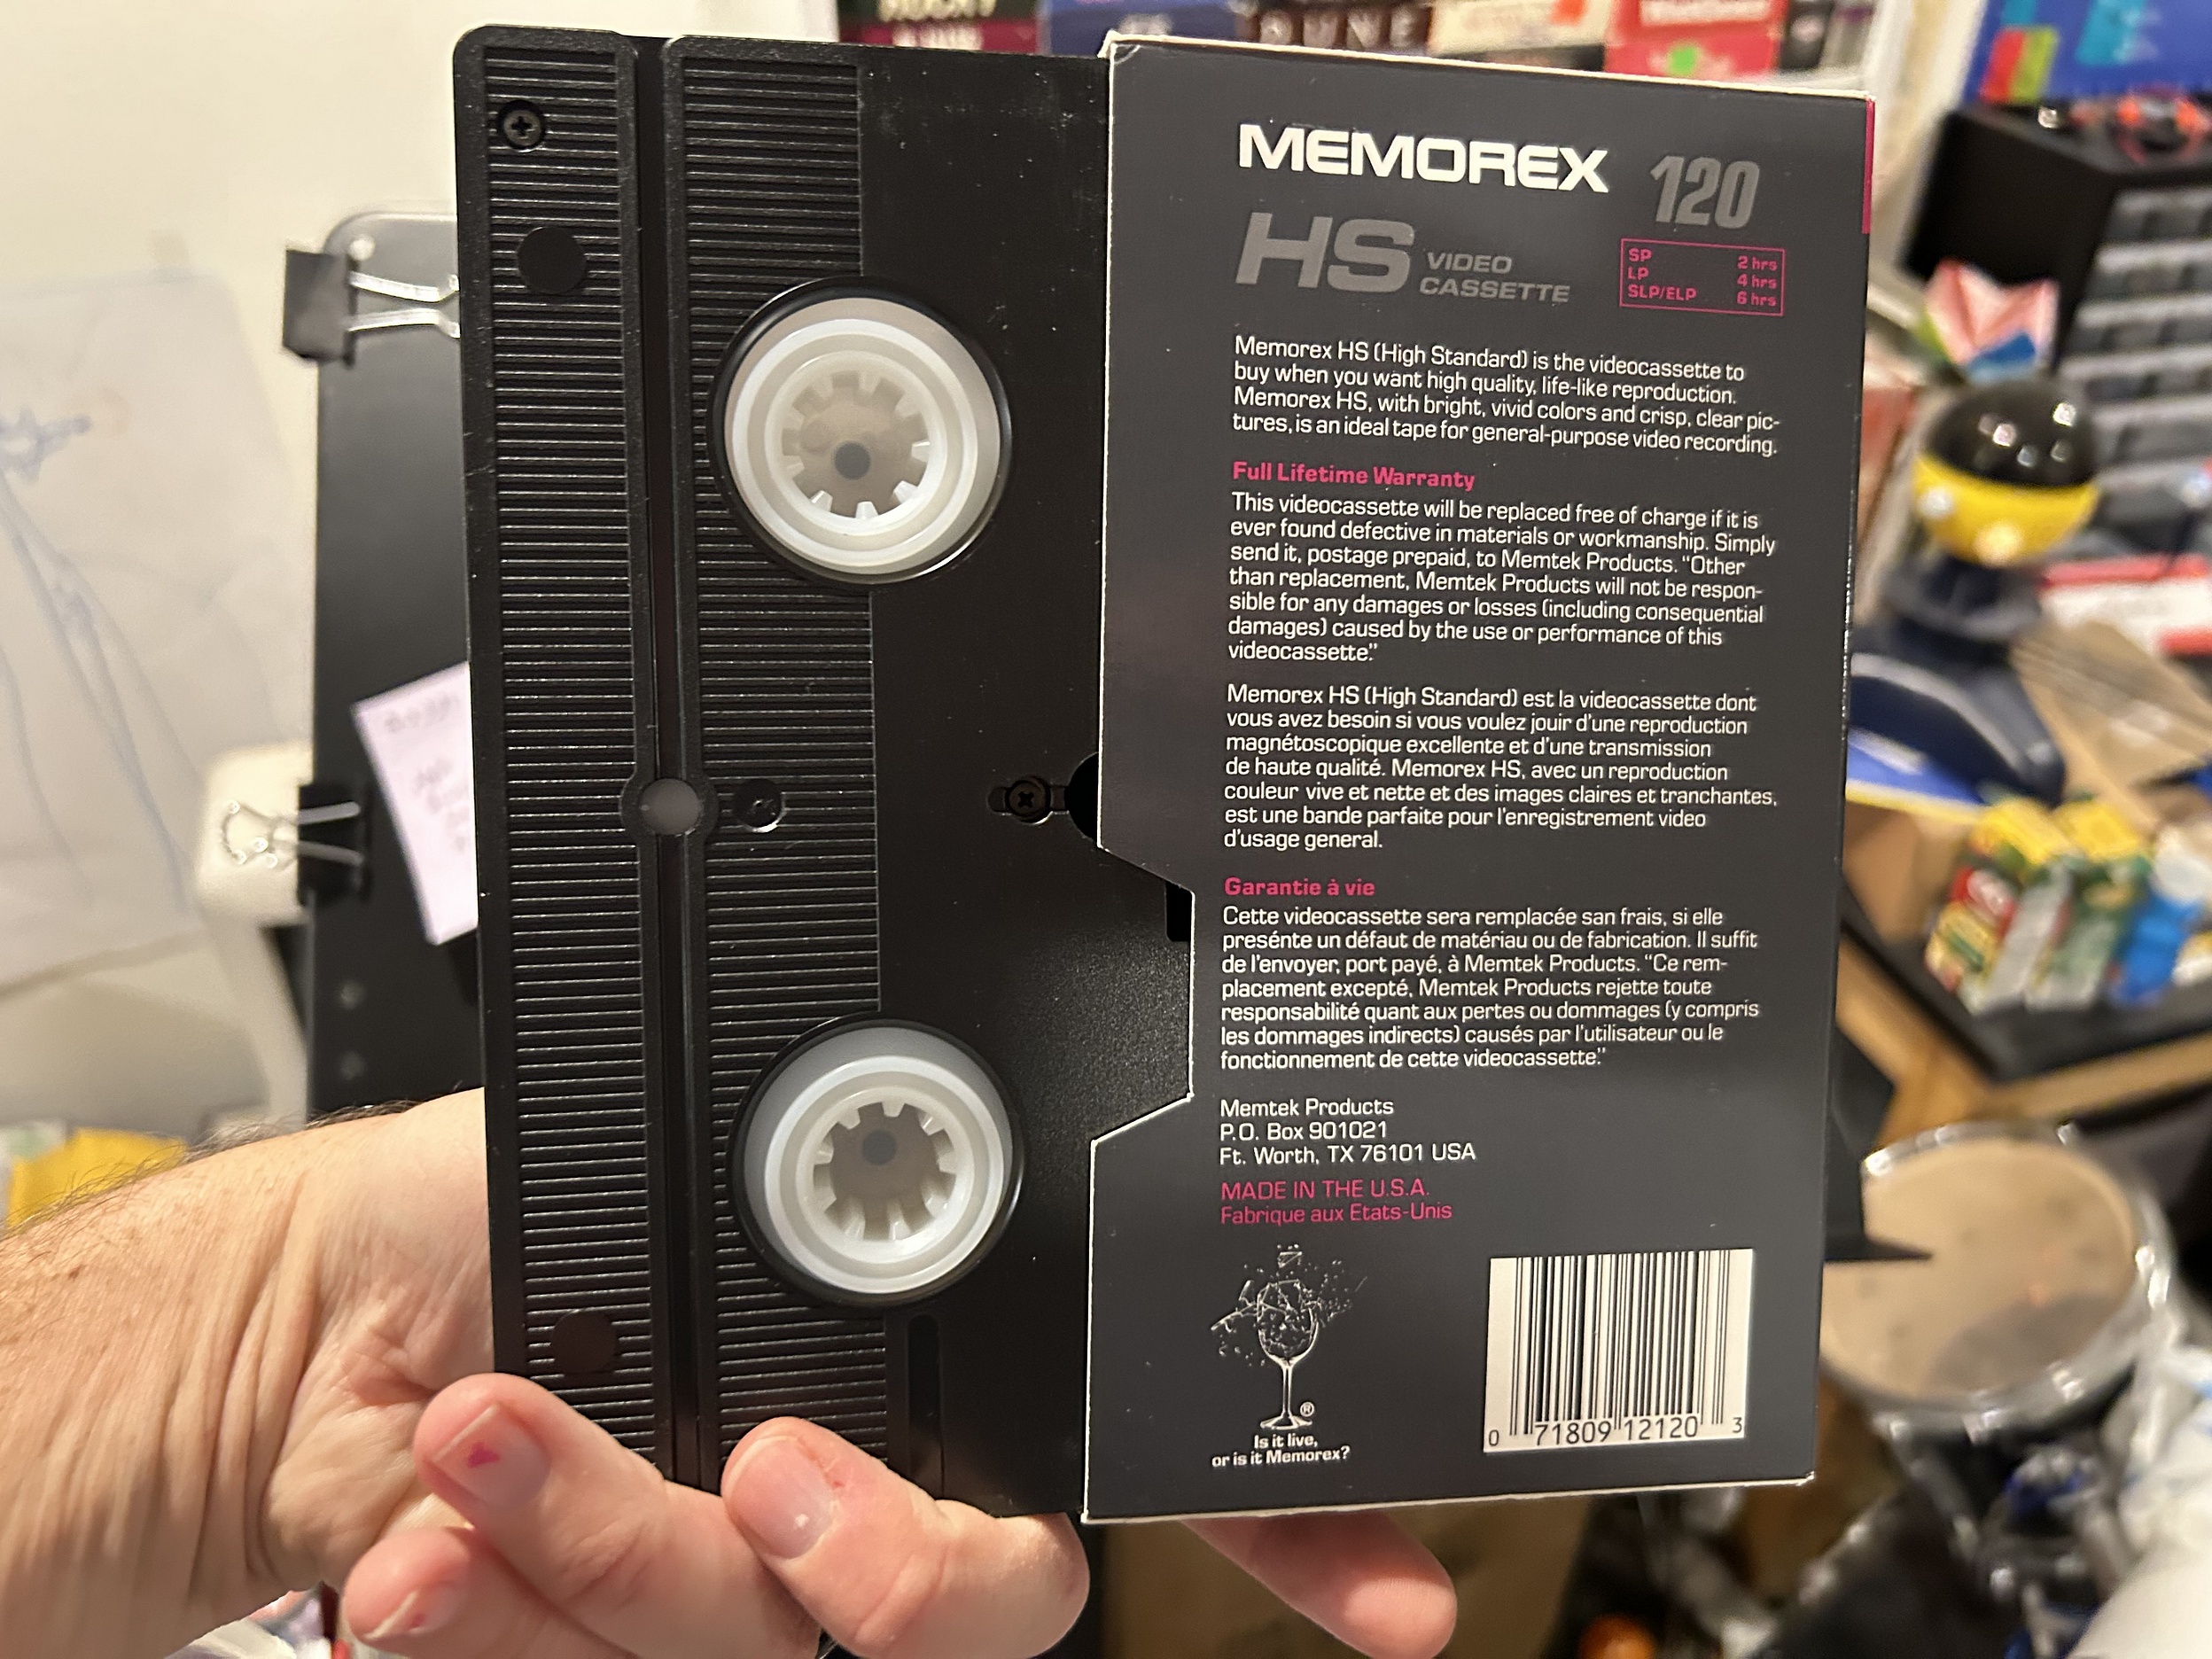 DUNE
MEMOREX 120
HS VIDEO
CASSETTE
SP 2 hrs
LP 4 hrs
SLP/ELP 6 hrs
Memorex HS (High Standard) is the videocassette to
buy when you want high quality, life-like reproduction.
Memorex HS, with bright, vivid colors and crisp, clear pic-
tures, is an ideal tape for general-purpose video recording.
Full Lifetime Warranty
This videocassette will be replaced free of charge if it is
ever found defective in materials or workmanship. Simply
send it, postage prepaid, to Memtek Products. "Other
than replacement, Memtek Products will not be respon-
sible for any damages or losses (including consequential
damages) caused by the use or performance of this
videocassette."
Memorex HS (High Standard) est la videocassette dont
vous avez besoin si vous voulez jouir d'une reproduction
magnétoscopique excellente et d'une transmission
de haute qualité. Memorex HS, avec un reproduction
couleur vive et nette et des images claires et tranchantes,
est une bande parfaite pour l'enregistrement video
d'usage general.
Garantie à vie
Cette videocassette sera remplacée san frais, si elle
presénte un défaut de matériau ou de fabrication. Il suffit
de l'envoyer, port payé, à Memtek Products. "Ce rem-
placement excepté, Memtek Products rejette toute
responsabilité quant aux pertes ou dommages (y compris
les dommages indirects) causés par l'utilisateur ou le
fonctionnement de cette videocassette."
Memtek Products
P.O. Box 901021
Ft. Worth, TX 76101 USA
MADE IN THE U.S.A.
Fabrique aux Etats-Unis
®
Is it live,
or is it Memorex?
0 71809 12120 3